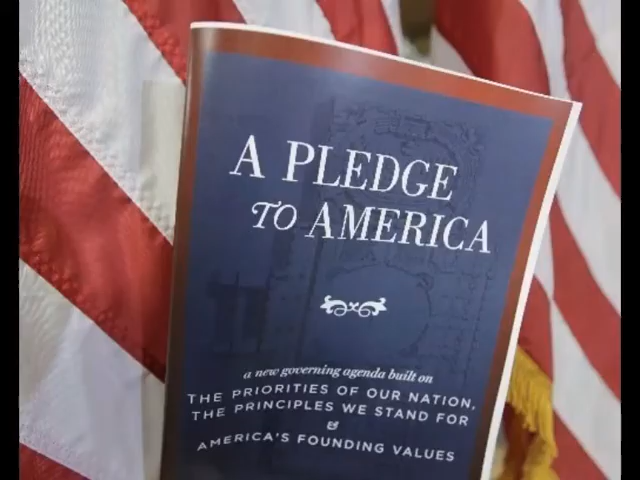 A PLEDGE
TO AMERICA
a new governing agenda built on
THE PRIORITIES OF OUR NATION,
THE PRINCIPLES WE STAND FOR
&
AMERICA'S FOUNDING VALUES